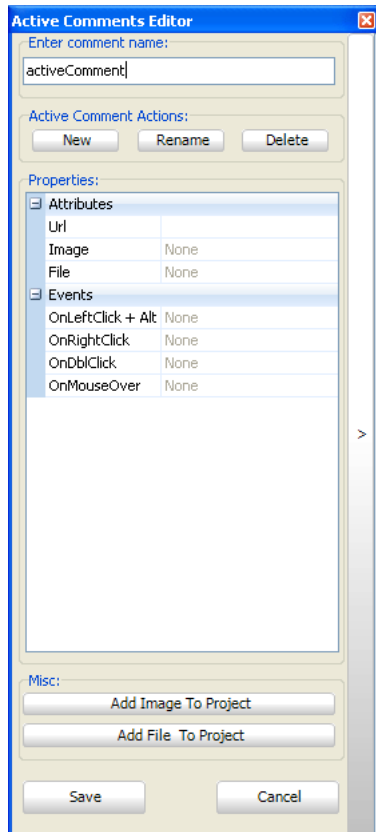 Active Comments Editor
Enter comment name:
activeComment
Active Comment Actions:
New Rename Delete
Properties:
Attributes
Url
Image None
File None
Events
OnLeftClick + Alt None
OnRightClick None
OnDblClick None
OnMouseOver None
>
Misc:
Add Image To Project
Add File To Project
Save Cancel